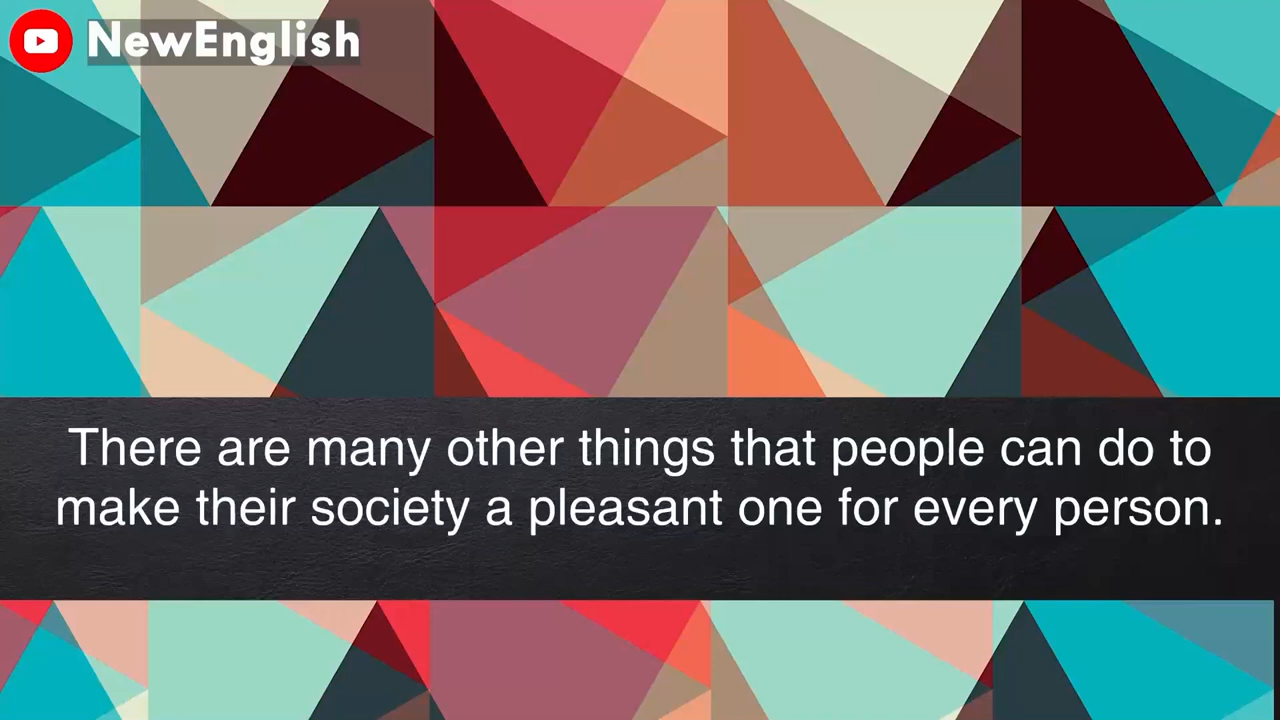 NewEnglish
There are many other things that people can do to
make their society a pleasant one for every person.